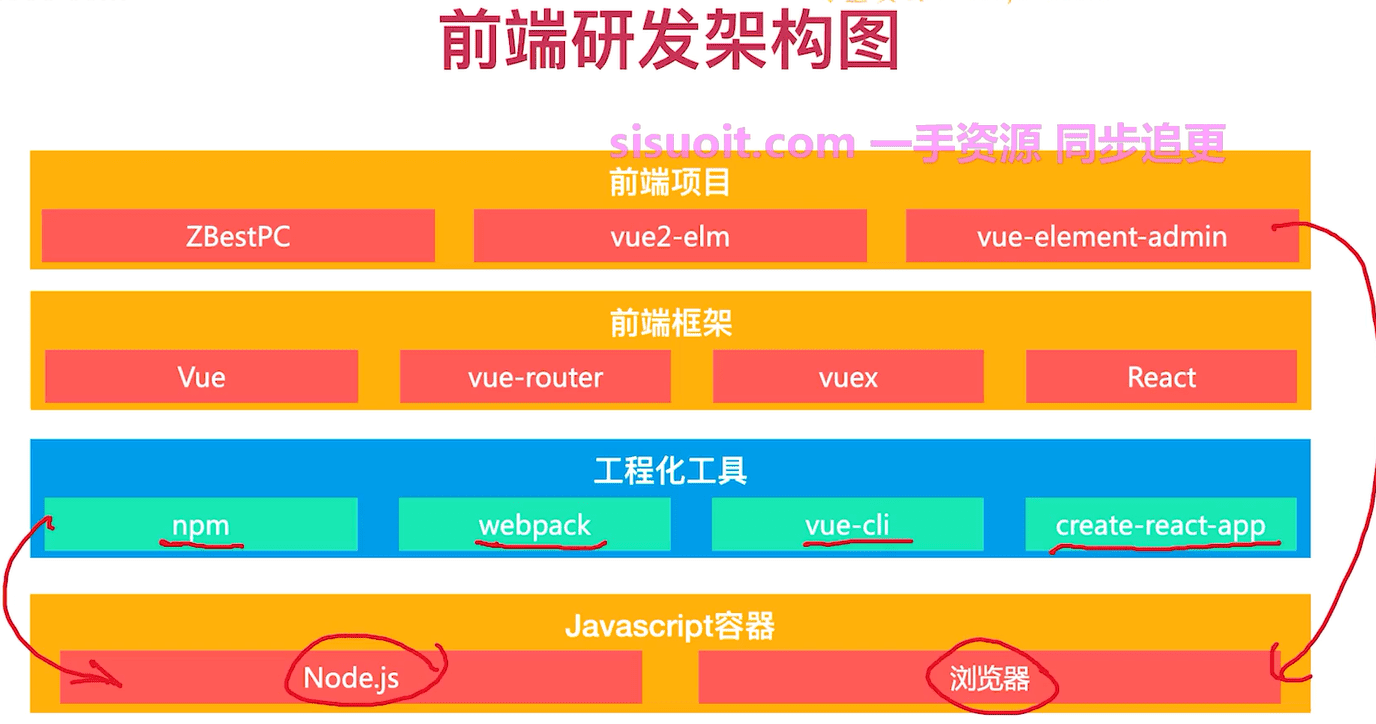 前端研发架构图
sisuoit.com 一手资源 同步追更
前端项目
ZBestPC
vue2-elm
vue-element-admin
前端框架
Vue
vue-router
vuex
React
工程化工具
npm
webpack
vue-cli
create-react-app
Javascript容器
Node.js
浏览器